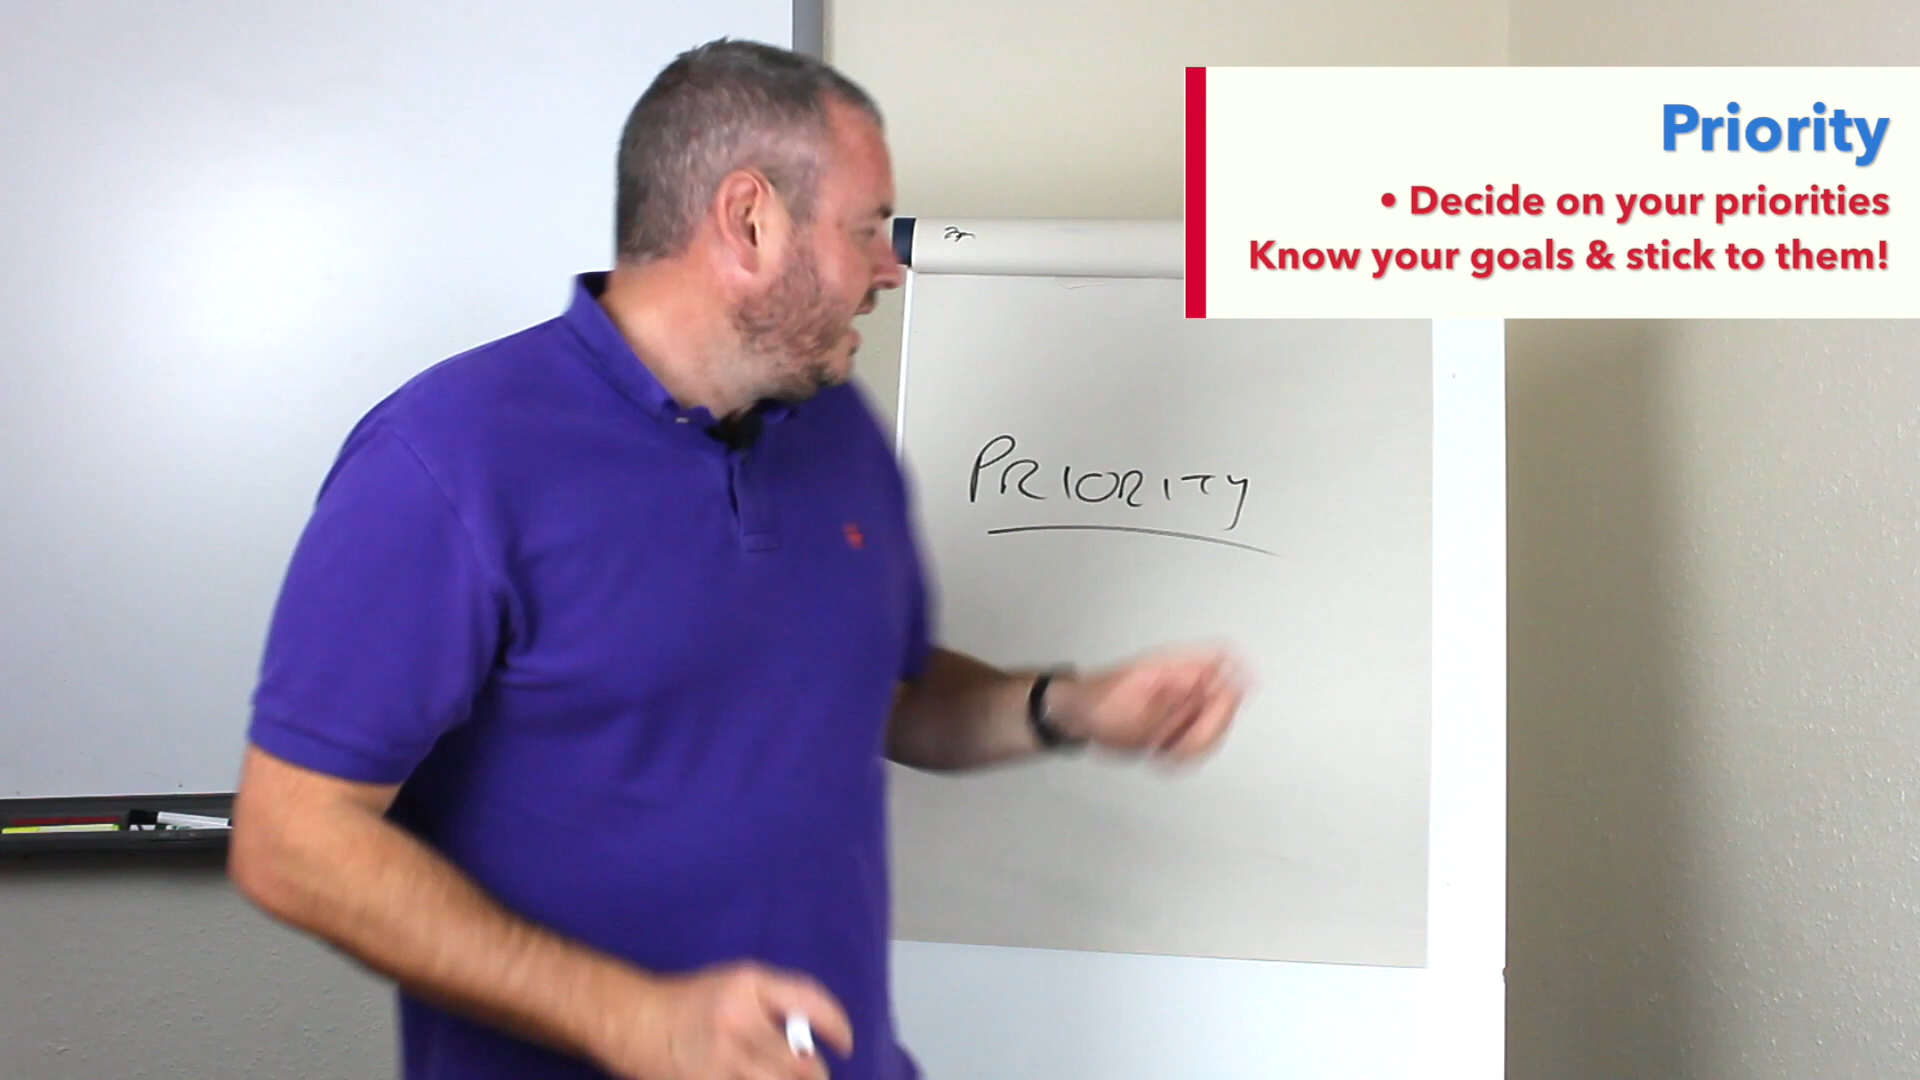 Priority
• Decide on your priorities
Know your goals & stick to them!
PRIORITY